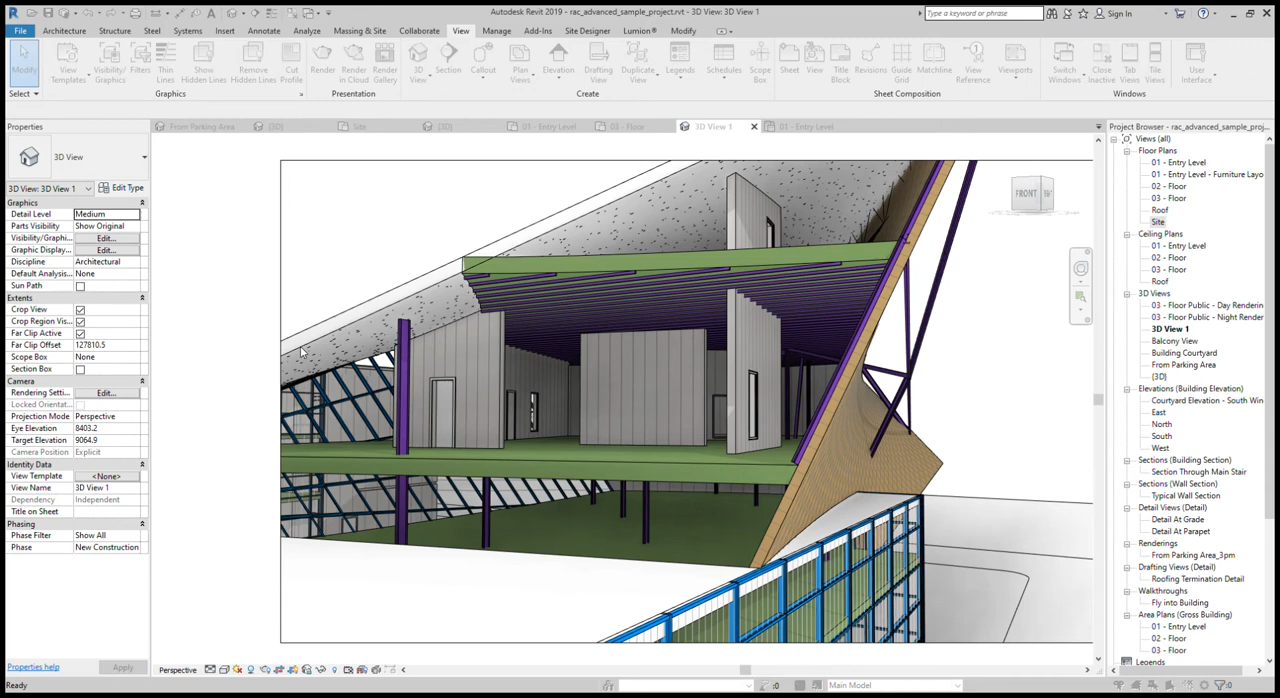 Autodesk Revit 2019 - rac_advanced_sample_project.rvt - 3D View: 3D View 1
Type a keyword or phrase
Sign In
File Architecture Structure Steel Systems Insert Annotate Analyze Massing & Site Collaborate View Manage Add-Ins Site Designer Lumion® Modify
Modify
View Templates
Visibility/ Graphics
Filters
Thin Lines
Show Hidden Lines
Remove Hidden Lines
Cut Profile
Render
Render in Cloud
Render Gallery
3D View
Section
Callout
Plan Views
Elevation
Drafting View
Duplicate View
Legends
Schedules
Scope Box
Sheet
View
Title Block
Revisions
Guide Grid
Matchline
View Reference
Viewports
Switch Windows
Close Inactive
Tab Views
Tile Views
User Interface
Select Graphics Presentation Create Sheet Composition Windows
Properties
From Parking Area {3D} Site {3D} 01 - Entry Level 03 - Floor 3D View 1 01 - Entry Level
3D View
3D View: 3D View 1 Edit Type
Graphics
Detail Level Medium
Parts Visibility Show Original
Visibility/Graphi... Edit...
Graphic Display... Edit...
Discipline Architectural
Default Analysis... None
Sun Path
Extents
Crop View
Crop Region Vis...
Far Clip Active
Far Clip Offset 127810.5
Scope Box None
Section Box
Camera
Rendering Setti... Edit...
Locked Orientat...
Projection Mode Perspective
Eye Elevation 8403.2
Target Elevation 9064.9
Camera Position Explicit
Identity Data
View Template <None>
View Name 3D View 1
Dependency Independent
Title on Sheet
Phasing
Phase Filter Show All
Phase New Construction
Properties help Apply
FRONT
Perspective
Ready
:0 Main Model :0
Project Browser - rac_advanced_sample_proj...
Views (all)
Floor Plans
01 - Entry Level
01 - Entry Level - Furniture Layo
02 - Floor
03 - Floor
Roof
Site
Ceiling Plans
01 - Entry Level
02 - Floor
03 - Floor
Roof
3D Views
03 - Floor Public - Day Renderin
03 - Floor Public - Night Render
3D View 1
Balcony View
Building Courtyard
From Parking Area
{3D}
Elevations (Building Elevation)
Courtyard Elevation - South Win
East
North
South
West
Sections (Building Section)
Section Through Main Stair
Sections (Wall Section)
Typical Wall Section
Detail Views (Detail)
Detail At Grade
Detail At Parapet
Renderings
From Parking Area_3pm
Drafting Views (Detail)
Roofing Termination Detail
Walkthroughs
Fly into Building
Area Plans (Gross Building)
01 - Entry Level
02 - Floor
03 - Floor
Legends